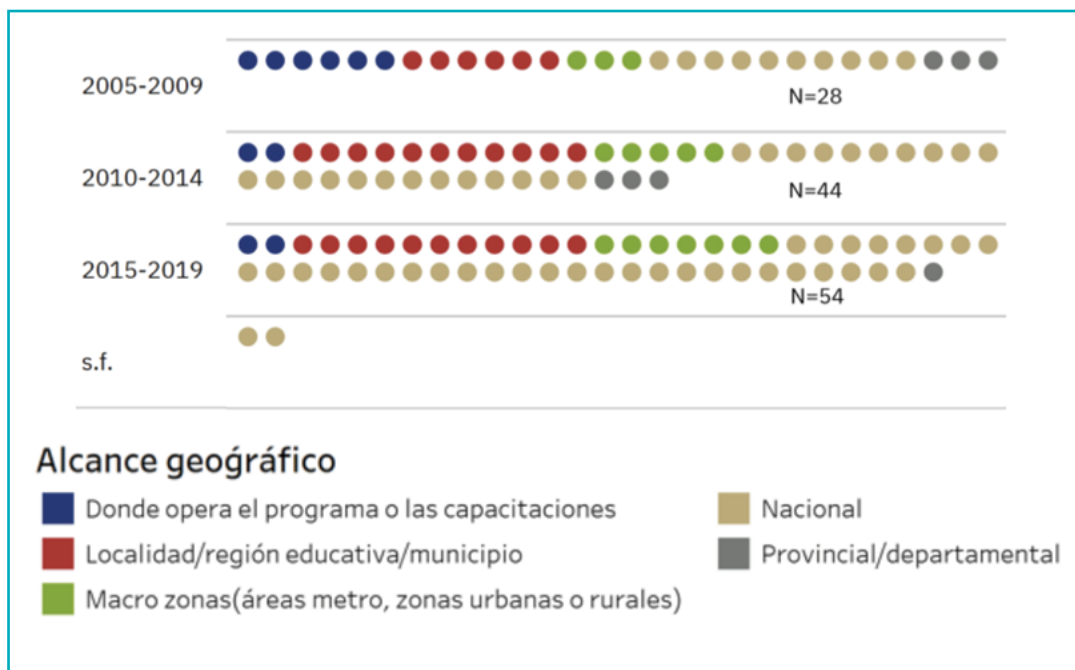 2005-2009
N=28
2010-2014
N=44
2015-2019
N=54
s.f.
Alcance geoǵráfico
Donde opera el programa o las capacitaciones
Nacional
Localidad/región educativa/municipio
Provincial/departamental
Macro zonas(áreas metro, zonas urbanas o rurales)